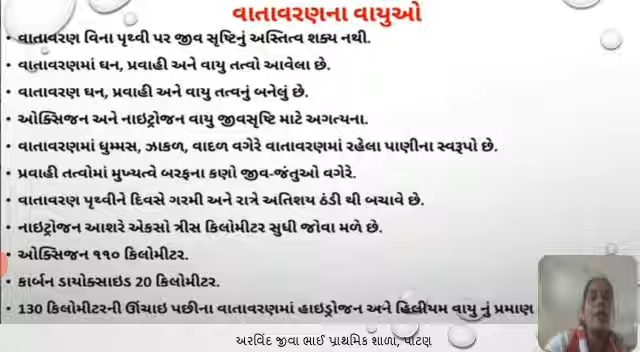 વાતાવરણના વાયુઓ
• વાતાવરણ વિના પૃથ્વી પર જીવ સૃષ્ટિનું અસ્તિત્વ શક્ય નથી.
• વાતાવરણમાં ઘન, પ્રવાહી અને વાયુ તત્વો આવેલા છે.
• વાતાવરણ ઘન, પ્રવાહી અને વાયુ તત્વનું બનેલું છે.
• ઓક્સિજન અને નાઇટ્રોજન વાયુ જીવસૃષ્ટિ માટે અગત્યના.
• વાતાવરણમાં ધુમ્મસ, ઝાકળ, વાદળ વગેરે વાતાવરણમાં રહેલા પાણીના સ્વરૂપો છે.
• પ્રવાહી તત્વોમાં મુખ્યત્વે બરફના કણો જીવ-જંતુઓ વગેરે.
• વાતાવરણ પૃથ્વીને દિવસે ગરમી અને રાત્રે અતિશય ઠંડી થી બચાવે છે.
• નાઇટ્રોજન આશરે એકસો ત્રીસ કિલોમીટર સુધી જોવા મળે છે.
• ઓક્સિજન ૧૧૦ કિલોમીટર.
• કાર્બન ડાયોક્સાઇડ 20 કિલોમીટર.
• 130 કિલોમીટરની ઊંચાઇ પછીના વાતાવરણમાં હાઇડ્રોજન અને હિલીયમ વાયુ નું પ્રમાણ
અરવિંદ જીવા ભાઈ પ્રાથમિક શાળા, પાટણ